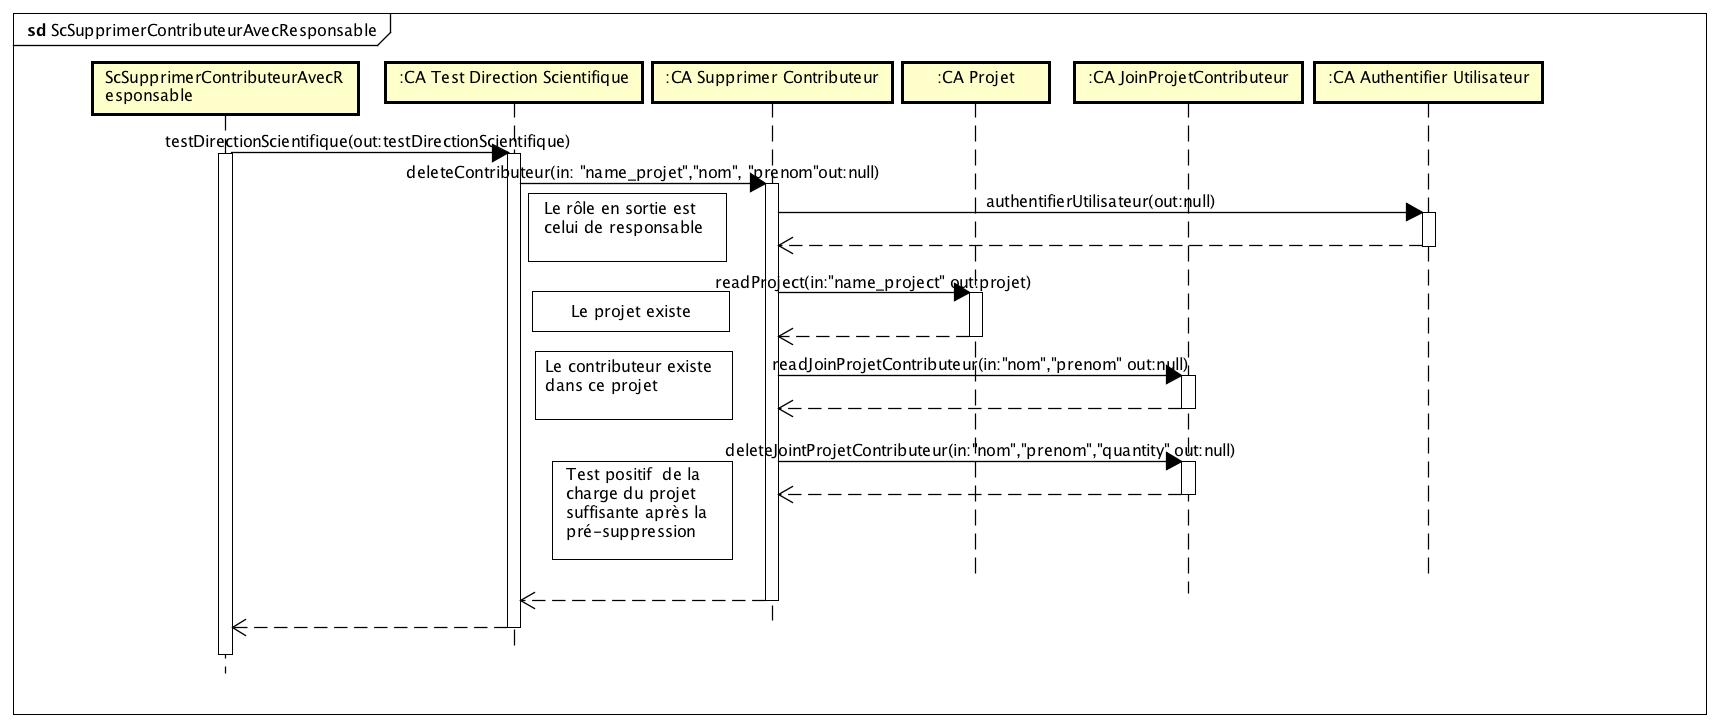 sd ScSupprimerContributeurAvecResponsable
ScSupprimerContributeurAvecR
esponsable
:CA Test Direction Scientifique
:CA Supprimer Contributeur
:CA Projet
:CA JoinProjetContributeur
:CA Authentifier Utilisateur
testDirectionScientifique(out:testDirectionScientifique)
deleteContributeur(in: "name_projet","nom", "prenom"out:null)
Le rôle en sortie est
celui de responsable
authentifierUtilisateur(out:null)
readProject(in:"name_project" out:projet)
Le projet existe
Le contributeur existe
dans ce projet
readJoinProjetContributeur(in:"nom","prenom" out:null)
deleteJointProjetContributeur(in:"nom","prenom","quantity" out:null)
Test positif  de la
charge du projet
suffisante après la
pré-suppression